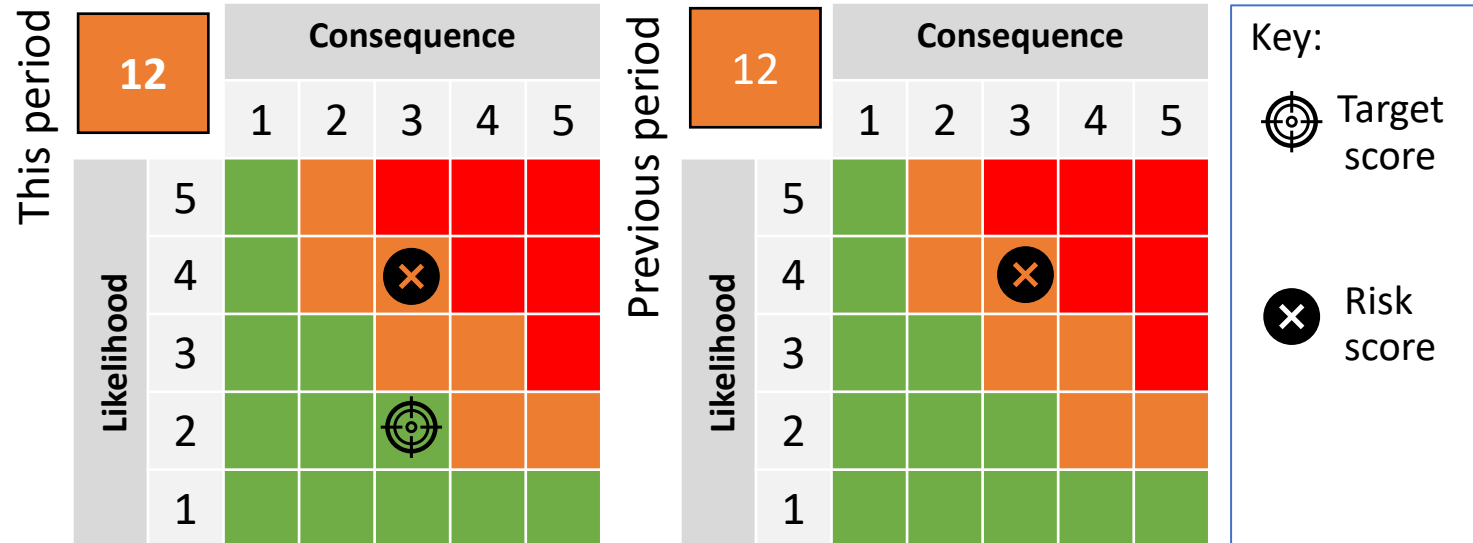 This period
12
Consequence
1 2 3 4 5
Likelihood
5
4
3
2
1
Previous period
12
Consequence
1 2 3 4 5
Likelihood
5
4
3
2
1
Key:
Target
score
Risk
score